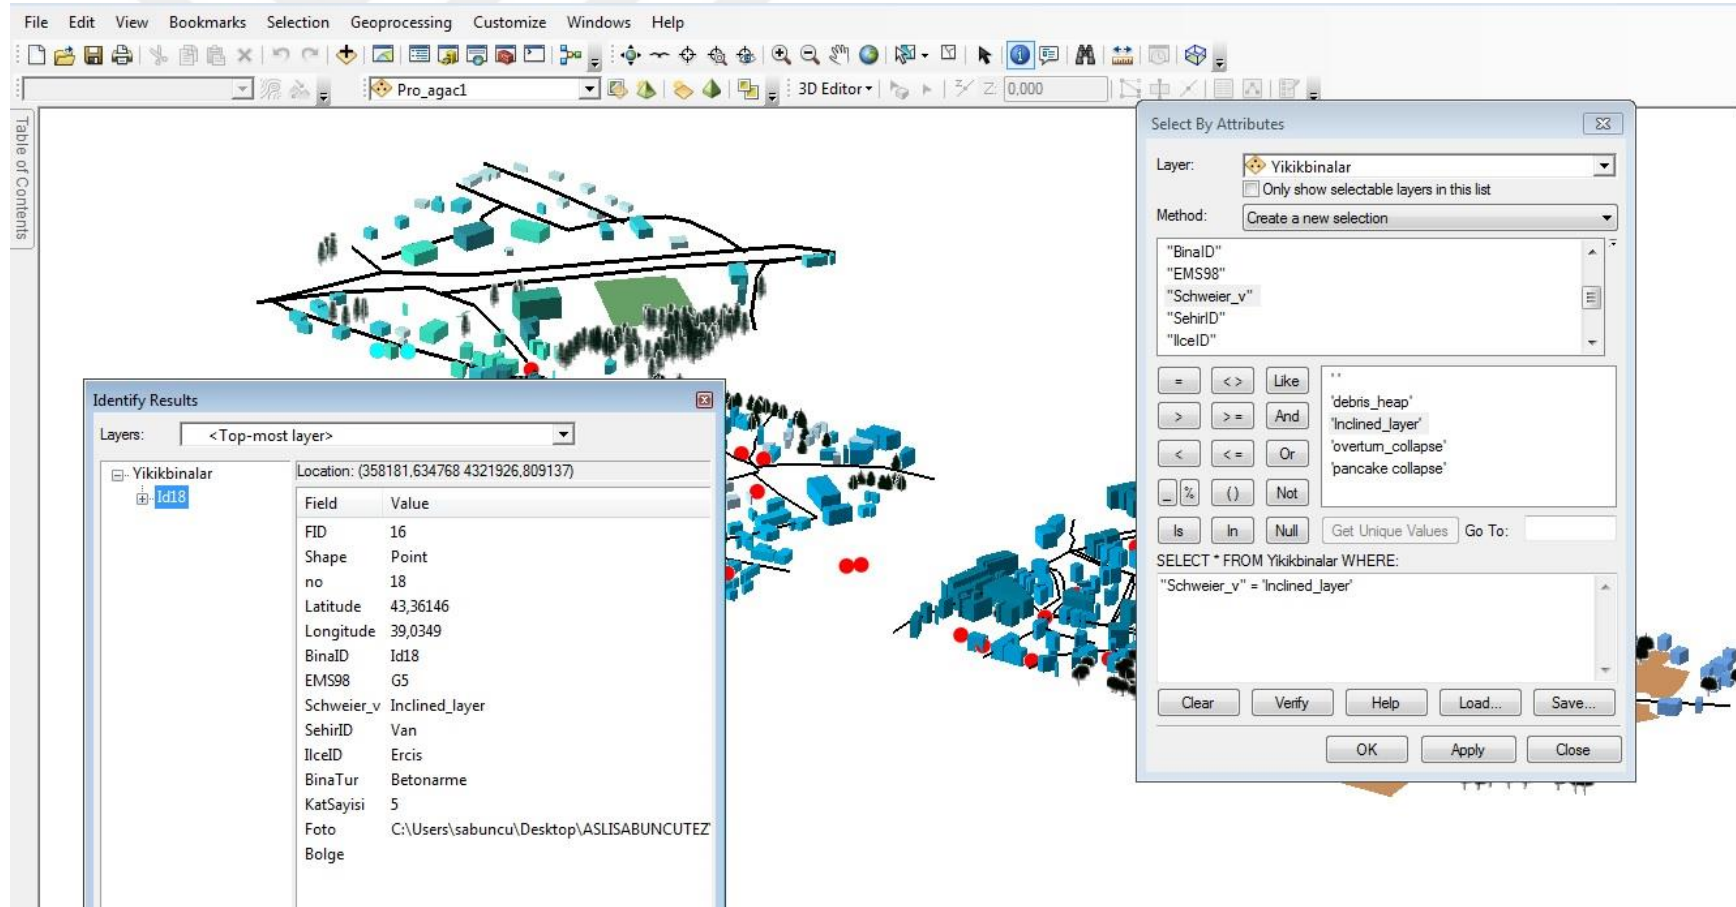 File Edit View Bookmarks Selection Geoprocessing Customize Windows Help
Pro_agac1 3D Editor Z: 0,000
Table of Contents
Select By Attributes
Layer: Yikikbinalar
Only show selectable layers in this list
Method: Create a new selection
"BinaID"
"EMS98"
"Schweier_v"
"SehirID"
"IlceID"
= < > Like
> > = And
< < = Or
_ % () Not
Is In Null
' '
'debris_heap'
'Inclined_layer'
'overturn_collapse'
'pancake collapse'
Get Unique Values Go To:
SELECT * FROM Yikikbinalar WHERE:
"Schweier_v" = 'Inclined_layer'
Clear Verify Help Load... Save...
OK Apply Close
Identify Results
Layers: <Top-most layer>
Yikikbinalar
Id18
Location: (358181,634768 4321926,809137)
Field Value
FID 16
Shape Point
no 18
Latitude 43,36146
Longitude 39,0349
BinaID Id18
EMS98 G5
Schweier_v Inclined_layer
SehirID Van
IlceID Ercis
BinaTur Betonarme
KatSayisi 5
Foto C:\Users\sabuncu\Desktop\ASLISABUNCUTEZ
Bolge